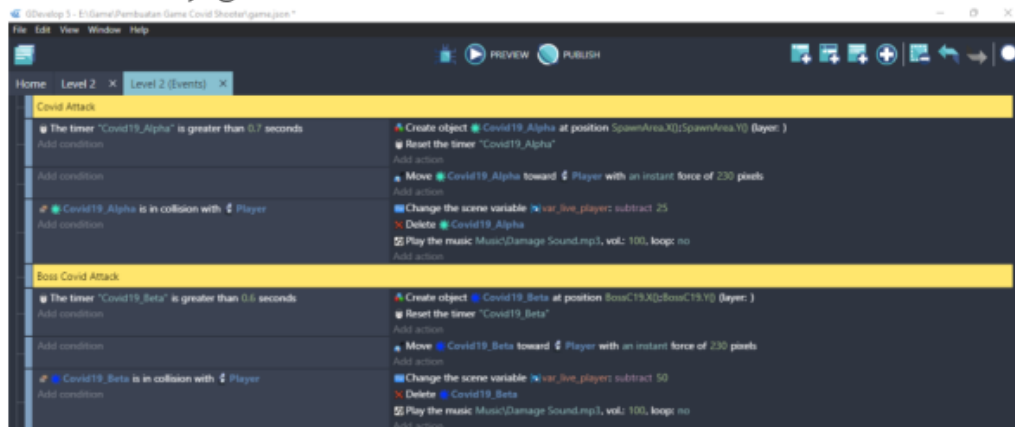 GDevelop 5 - E:\Game\Pembuatan Game Covid Shooter\game.json *
File Edit View Window Help
PREVIEW PUBLISH
Home Level 2 × Level 2 (Events) ×
Covid Attack
The timer "Covid19_Alpha" is greater than 0.7 seconds
Add condition
Create object Covid19_Alpha at position SpawnArea.X();SpawnArea.Y() (layer: )
Reset the timer "Covid19_Alpha"
Add action
Add condition
Move Covid19_Alpha toward Player with an instant force of 230 pixels
Add action
Covid19_Alpha is in collision with Player
Add condition
Change the scene variable var_live_player: subtract 25
Delete Covid19_Alpha
Play the music Music\Damage Sound.mp3, vol.: 100, loop: no
Add action
Boss Covid Attack
The timer "Covid19_Beta" is greater than 0.6 seconds
Add condition
Create object Covid19_Beta at position BossC19.X();BossC19.Y() (layer: )
Reset the timer "Covid19_Beta"
Add action
Add condition
Move Covid19_Beta toward Player with an instant force of 230 pixels
Add action
Covid19_Beta is in collision with Player
Add condition
Change the scene variable var_live_player: subtract 50
Delete Covid19_Beta
Play the music Music\Damage Sound.mp3, vol.: 100, loop: no
Add action